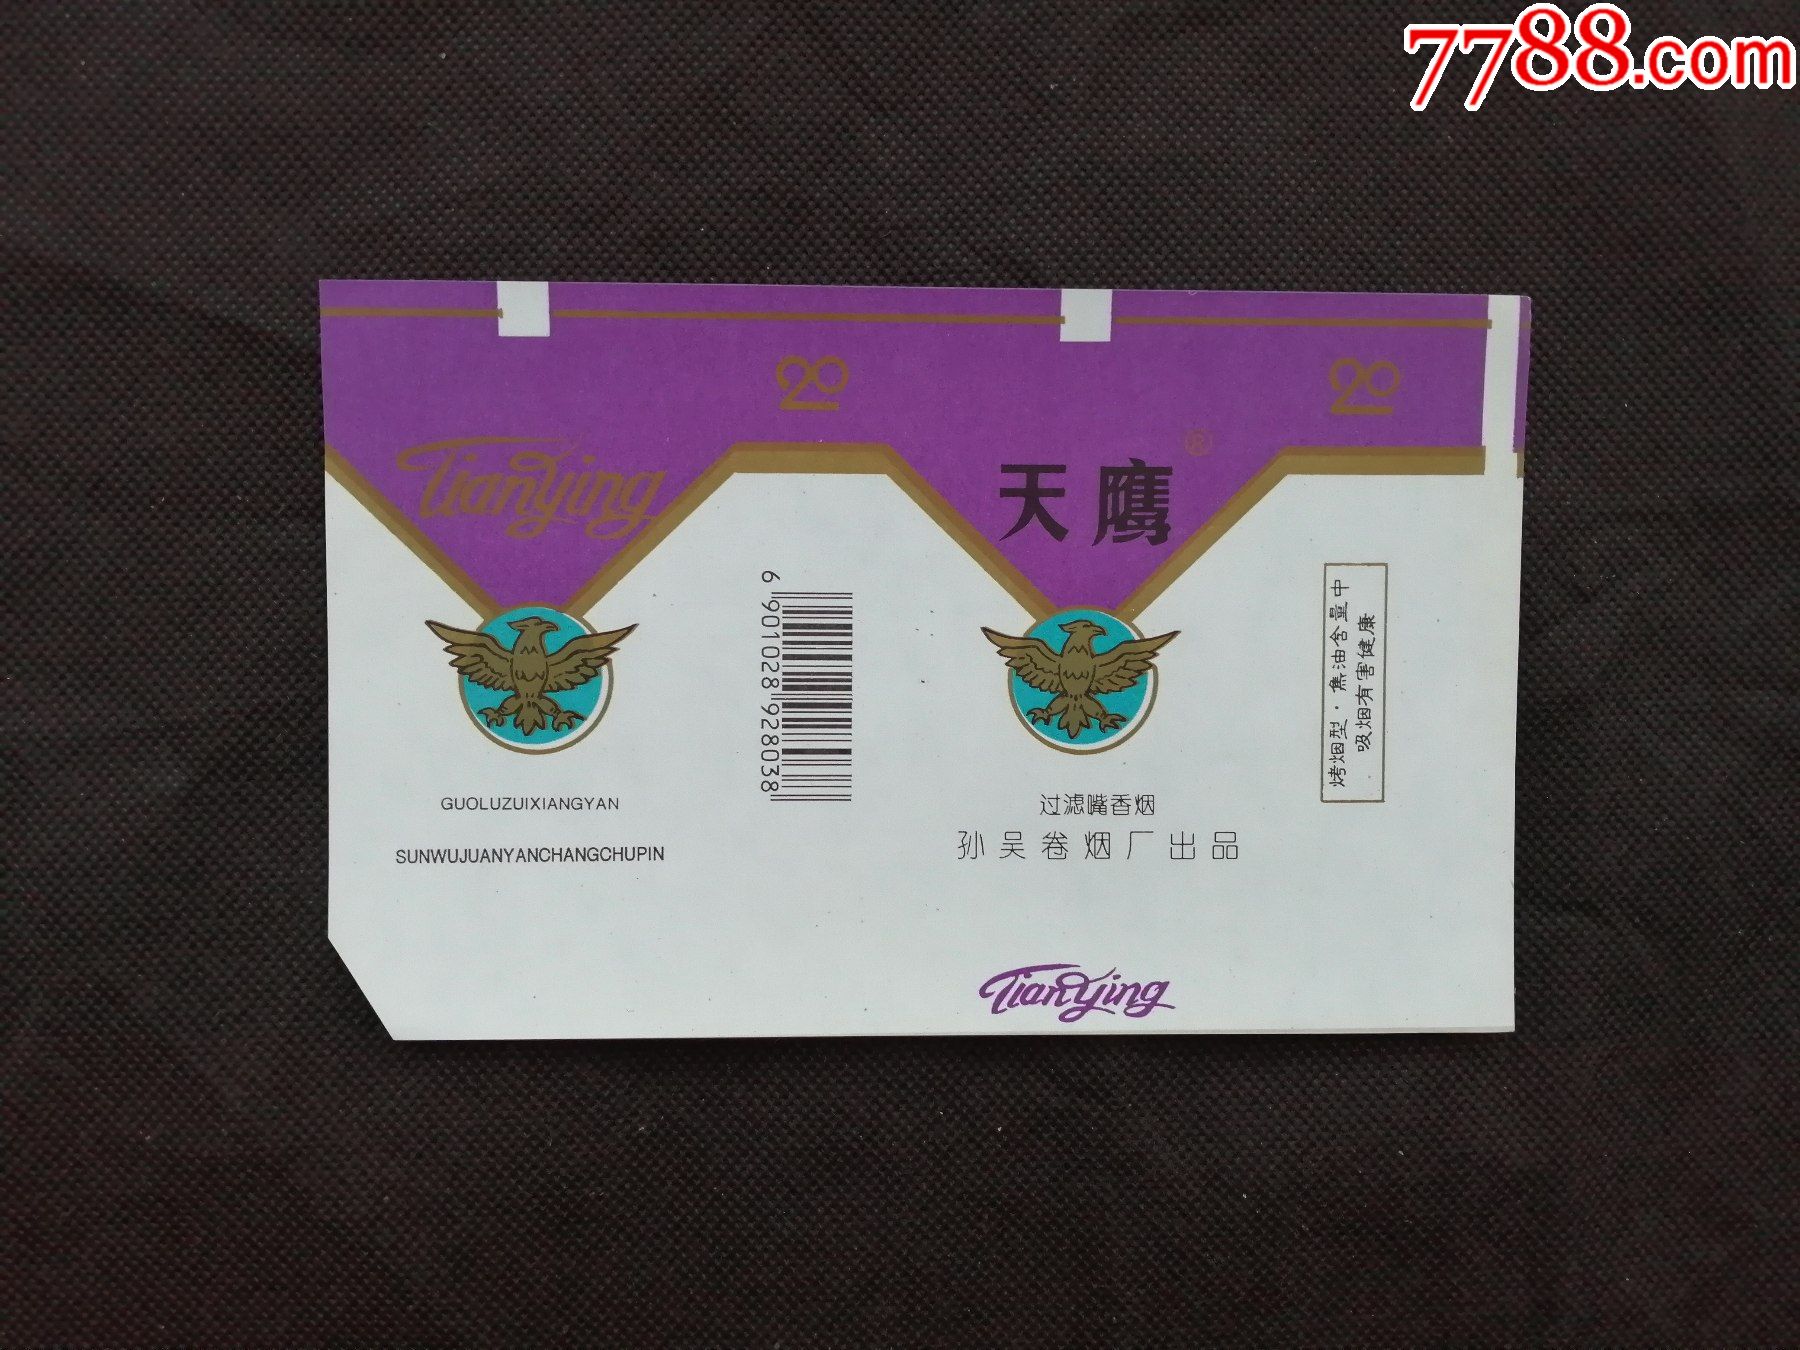 7788.com
20
20
TianYing
天鹰®
6 901028 928038
烤烟型·焦油含量中
吸烟有害健康
GUOLUZUIXIANGYAN
SUNWUJUANYANCHANGCHUPIN
过滤嘴香烟
孙吴卷烟厂出品
TianYing